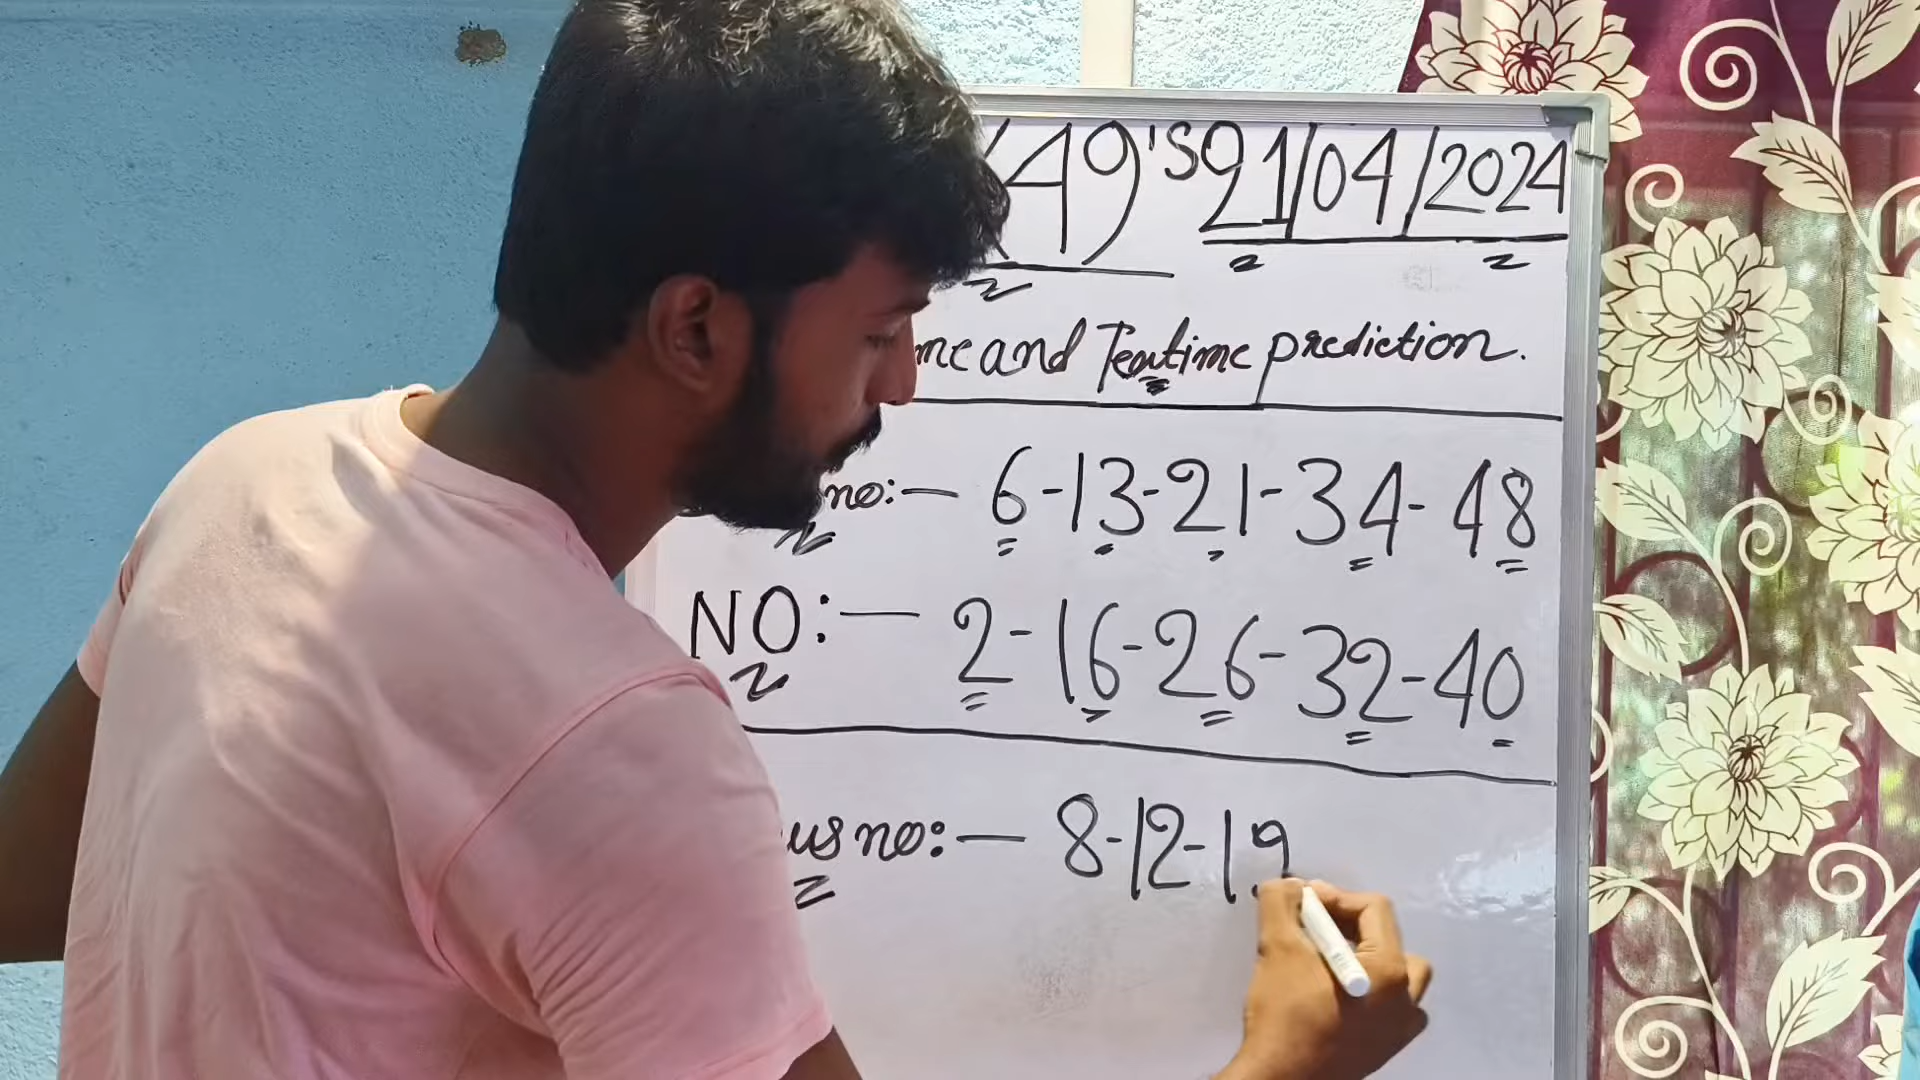 49's 21/04/2024
me and Teatime prediction.
no:- 6-13-21-34-48
NO:- 2-16-26-32-40
us no:- 8-12-19